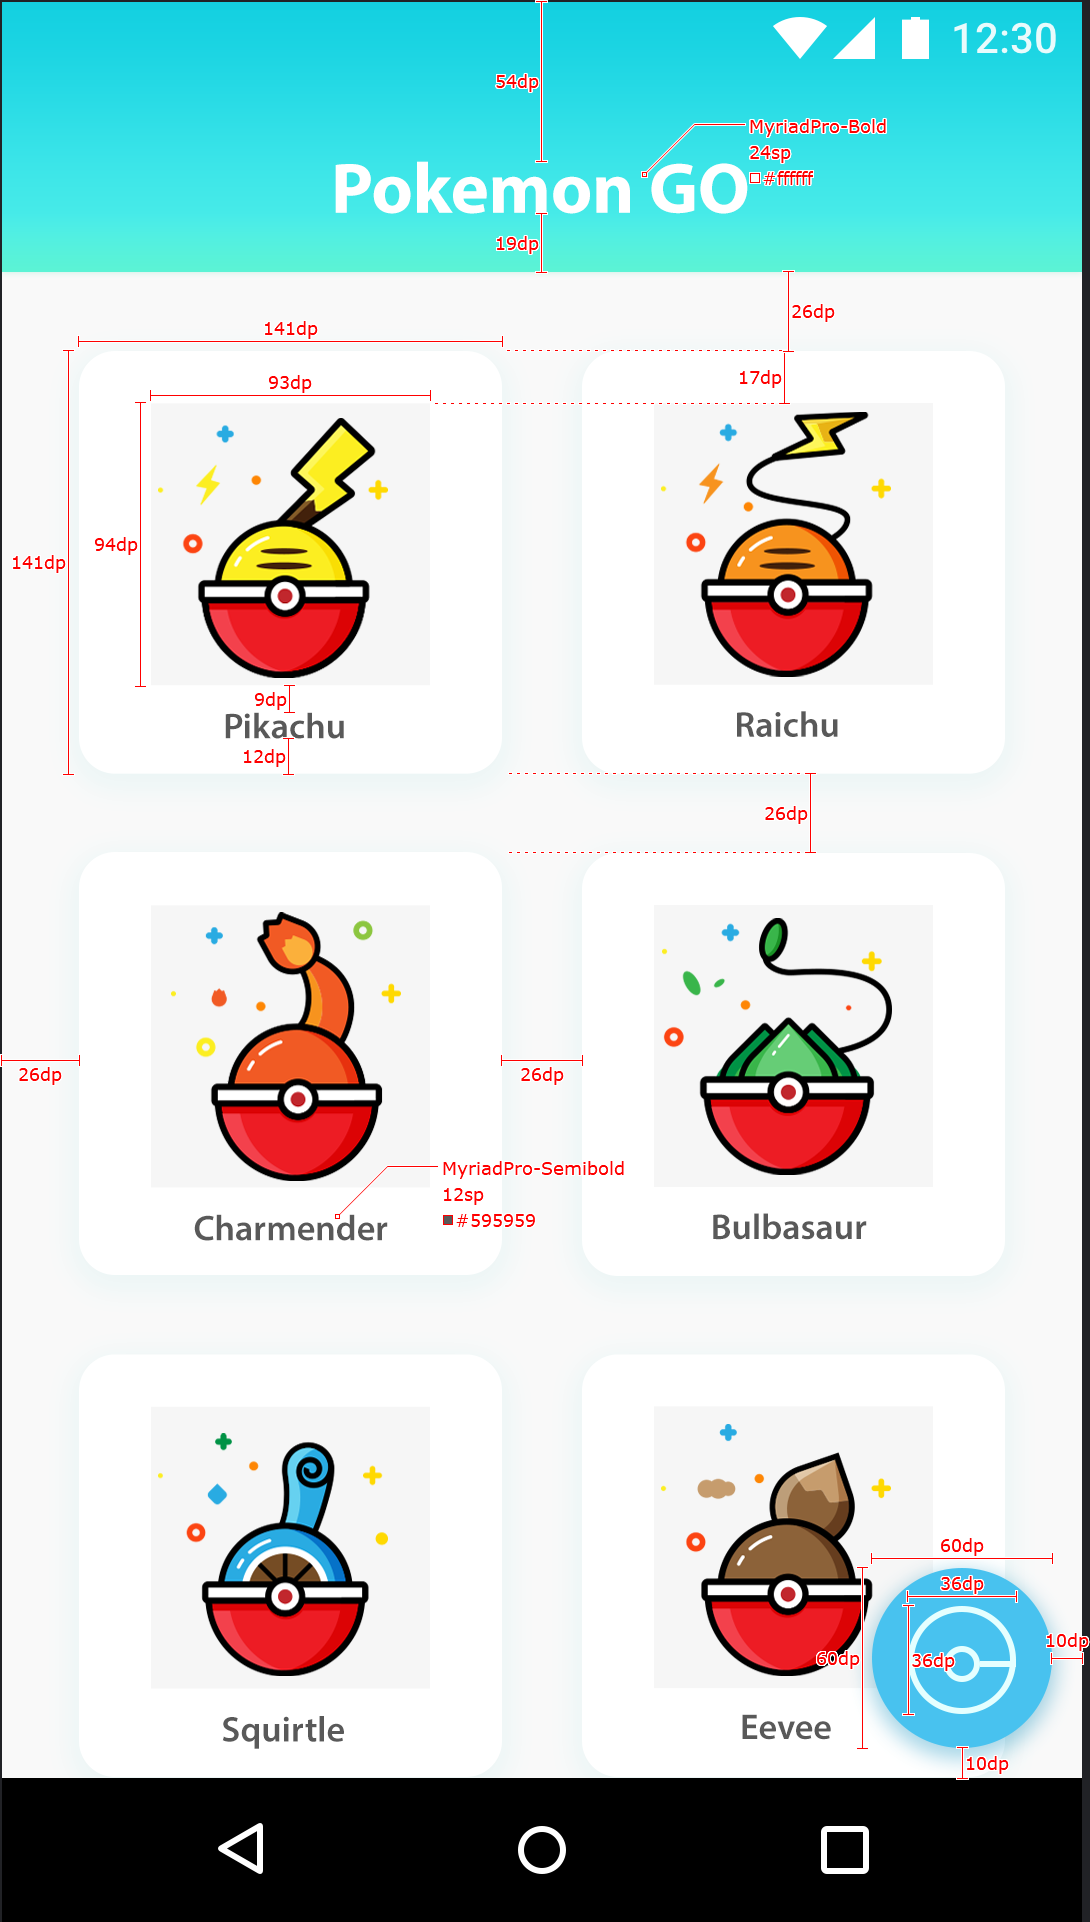 12:30
54dp
MyriadPro-Bold
24sp
#ffffff
Pokemon GO
19dp
26dp
141dp
17dp
93dp
94dp
141dp
9dp
Pikachu
Raichu
12dp
26dp
26dp
26dp
MyriadPro-Semibold
12sp
#595959
Charmender
Bulbasaur
60dp
36dp
10dp
60dp
36dp
Squirtle
Eevee
10dp